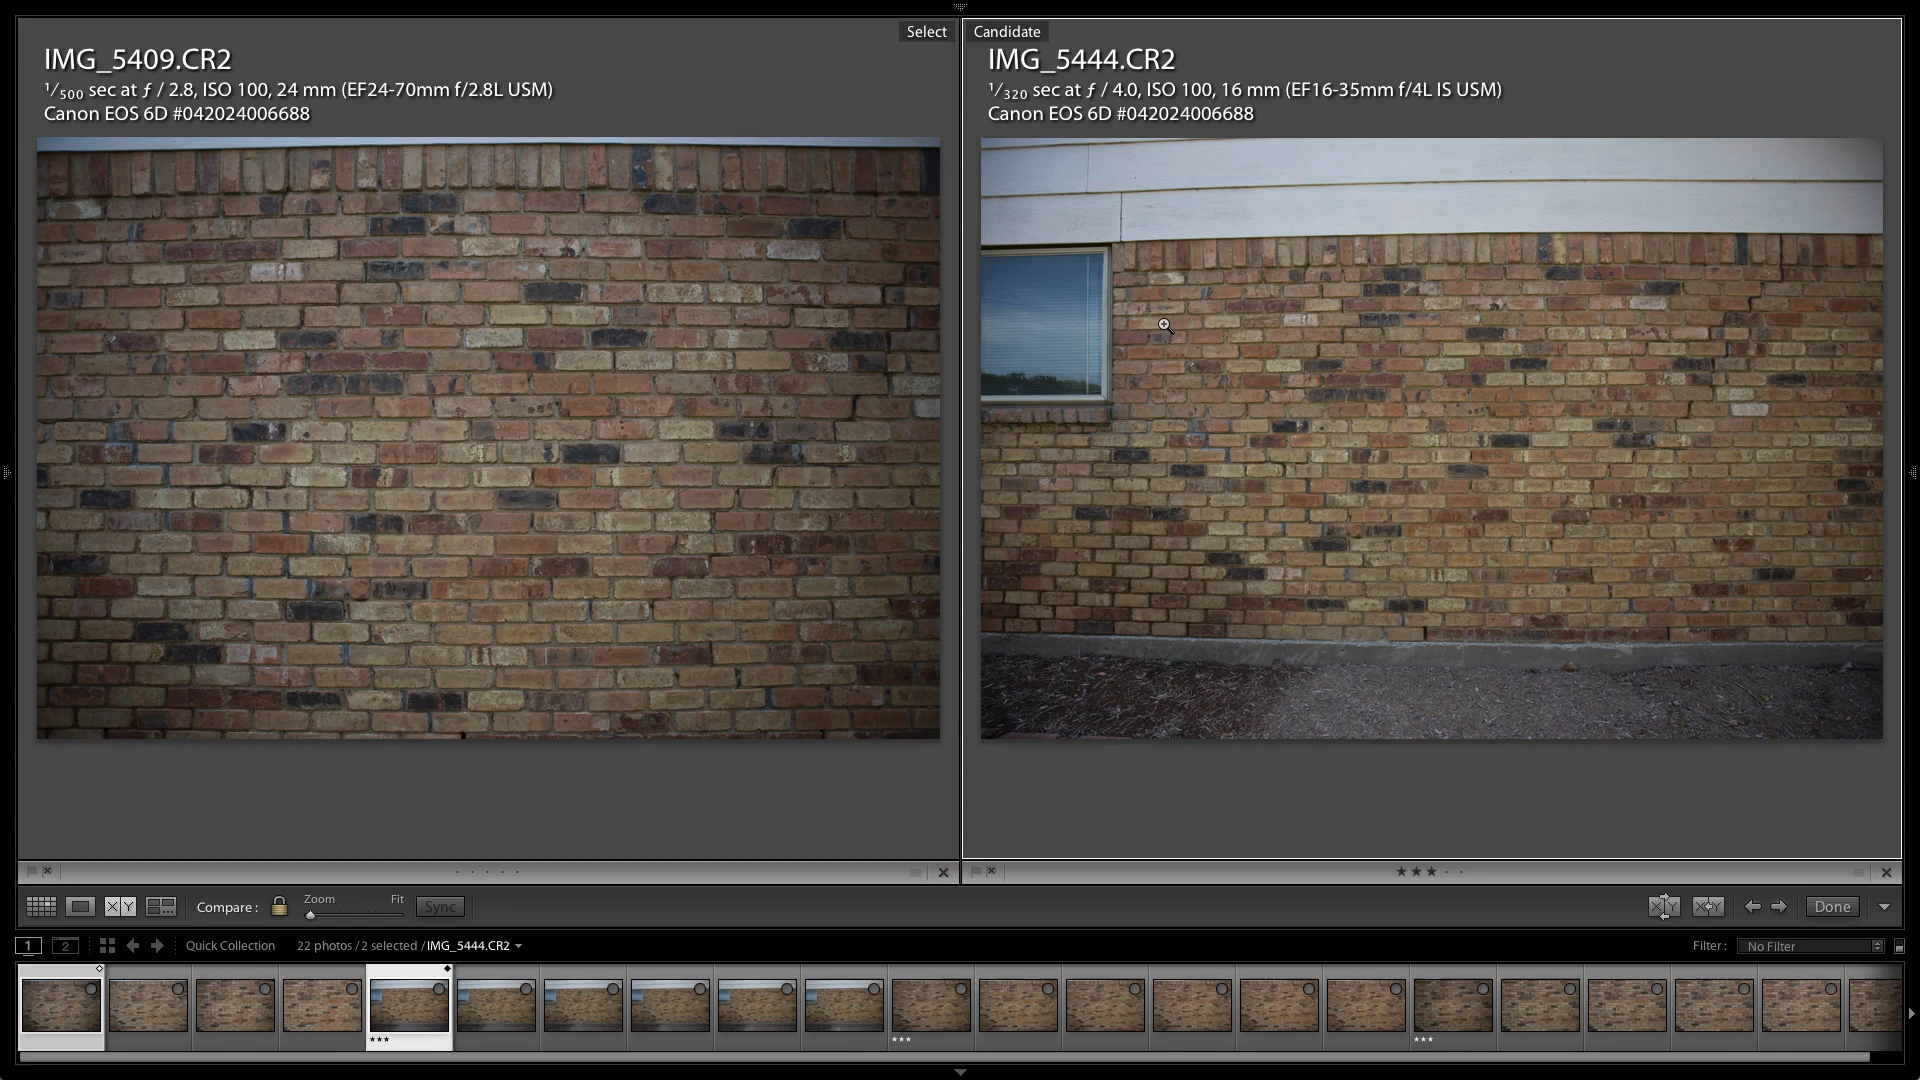 Select
IMG_5409.CR2
1/500 sec at ƒ / 2.8, ISO 100, 24 mm (EF24-70mm f/2.8L USM)
Canon EOS 6D #042024006688
Candidate
IMG_5444.CR2
1/320 sec at ƒ / 4.0, ISO 100, 16 mm (EF16-35mm f/4L IS USM)
Canon EOS 6D #042024006688
X Y Compare : Zoom Fit Sync
X Y X Y Done
1 2 Quick Collection 22 photos / 2 selected / IMG_5444.CR2
Filter : No Filter